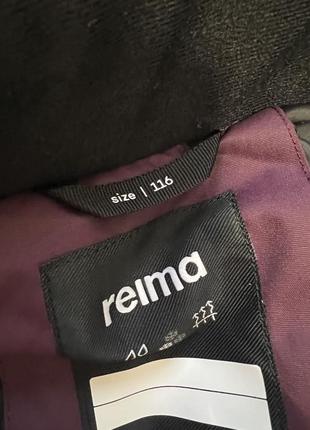 size | 116
reima